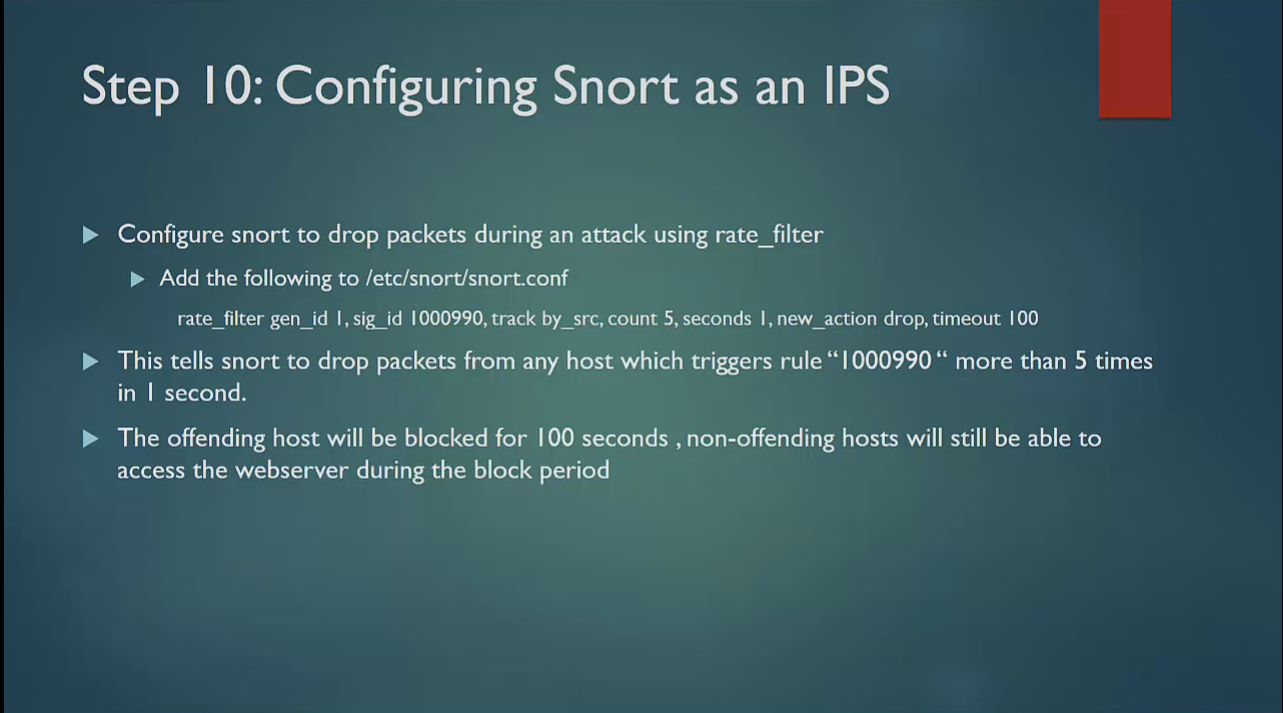 Step 10: Configuring Snort as an IPS
Configure snort to drop packets during an attack using rate_filter
Add the following to /etc/snort/snort.conf
rate_filter gen_id 1, sig_id 1000990, track by_src, count 5, seconds 1, new_action drop, timeout 100
This tells snort to drop packets from any host which triggers rule “1000990 “ more than 5 times
in 1 second.
The offending host will be blocked for 100 seconds , non-offending hosts will still be able to
access the webserver during the block period